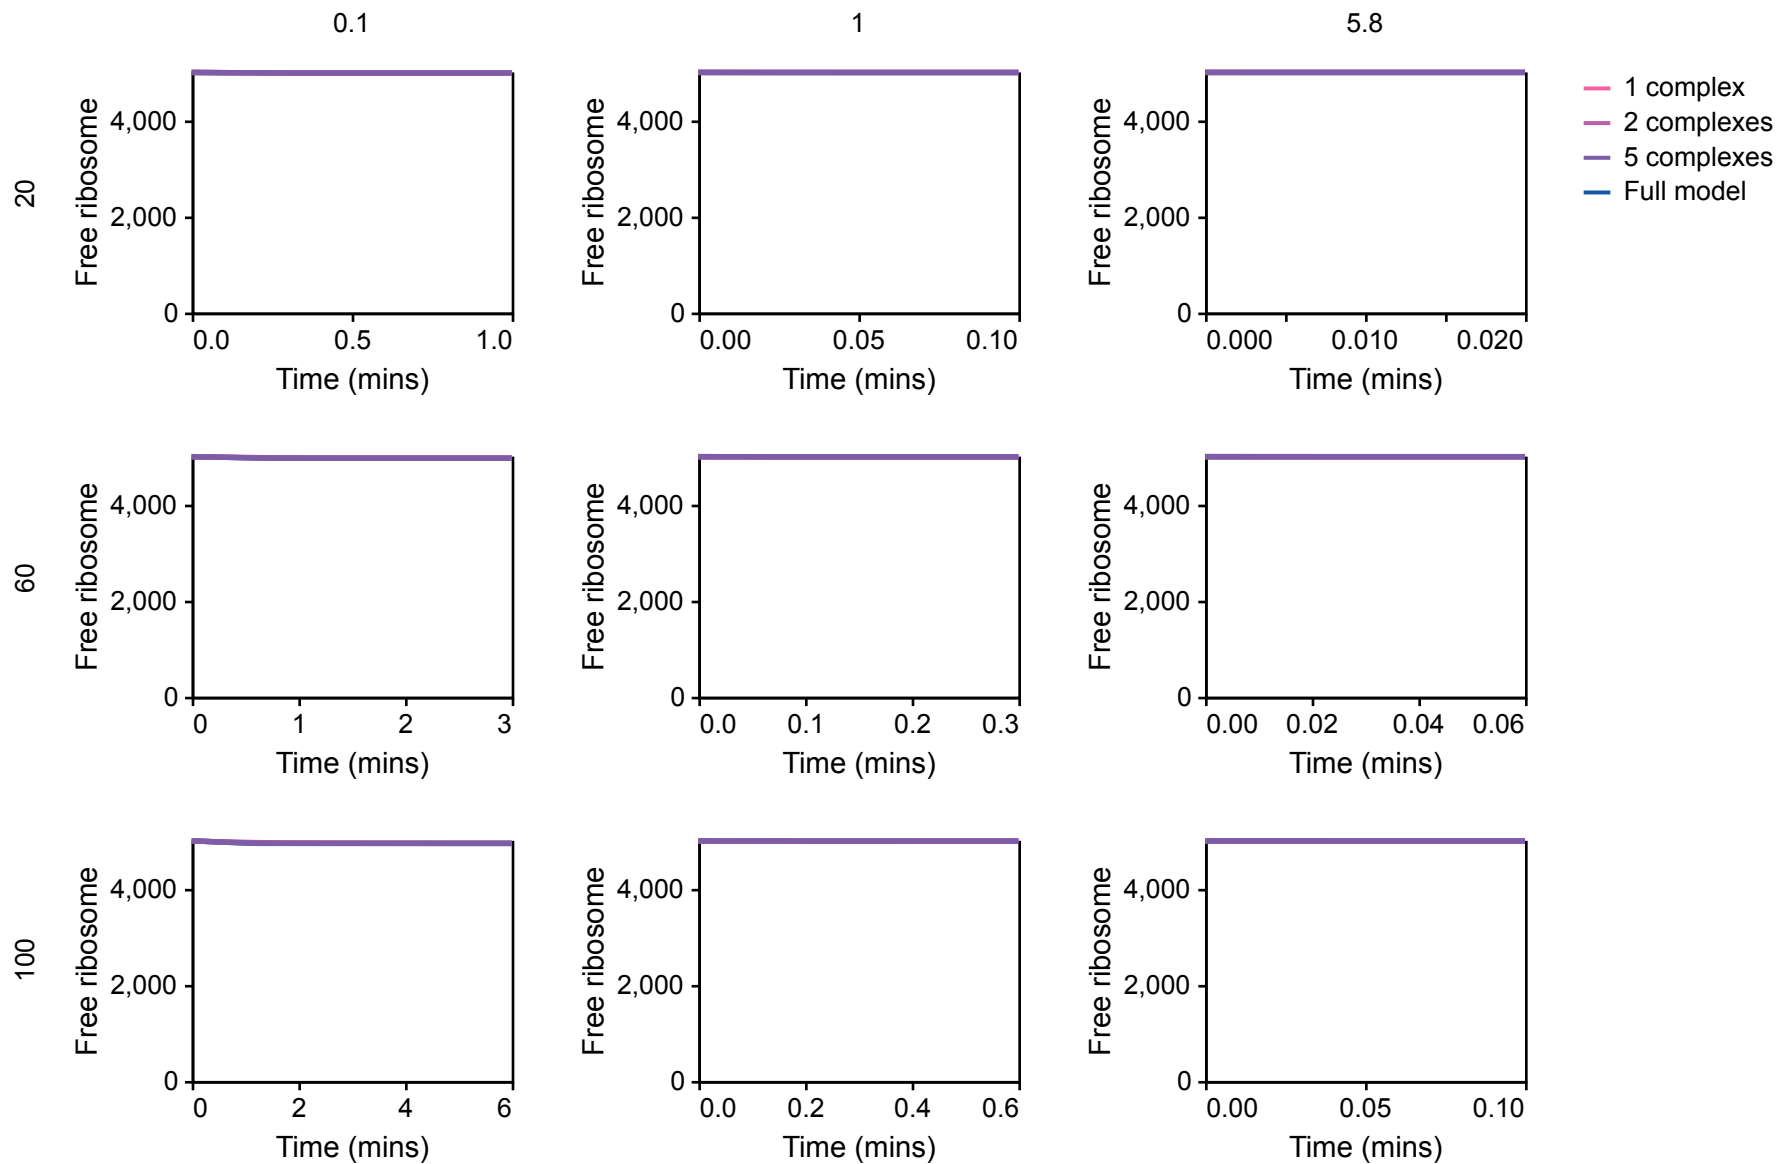 0.1 1 5.8
20
Free ribosome
4,000
2,000
0
0.0 0.5 1.0
Time (mins)
Free ribosome
4,000
2,000
0
0.00 0.05 0.10
Time (mins)
Free ribosome
4,000
2,000
0
0.000 0.010 0.020
Time (mins)
1 complex
2 complexes
5 complexes
Full model
60
Free ribosome
4,000
2,000
0
0 1 2 3
Time (mins)
Free ribosome
4,000
2,000
0
0.0 0.1 0.2 0.3
Time (mins)
Free ribosome
4,000
2,000
0
0.00 0.02 0.04 0.06
Time (mins)
100
Free ribosome
4,000
2,000
0
0 2 4 6
Time (mins)
Free ribosome
4,000
2,000
0
0.0 0.2 0.4 0.6
Time (mins)
Free ribosome
4,000
2,000
0
0.00 0.05 0.10
Time (mins)